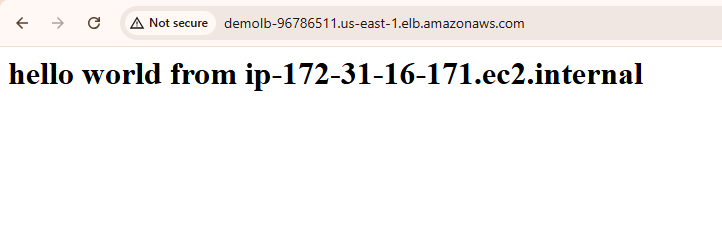 Not secure demolb-96786511.us-east-1.elb.amazonaws.com
hello world from ip-172-31-16-171.ec2.internal